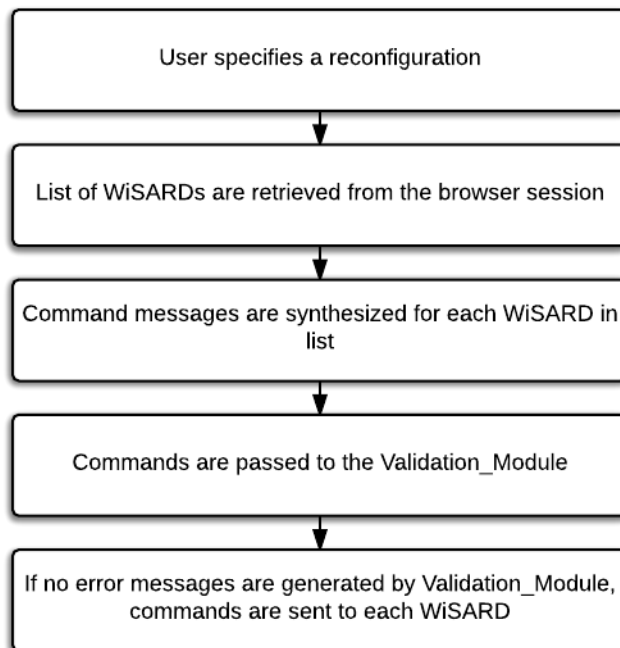 User specifies a reconfiguration
List of WiSARDs are retrieved from the browser session
Command messages are synthesized for each WiSARD in
list
Commands are passed to the Validation_Module
If no error messages are generated by Validation_Module,
commands are sent to each WiSARD